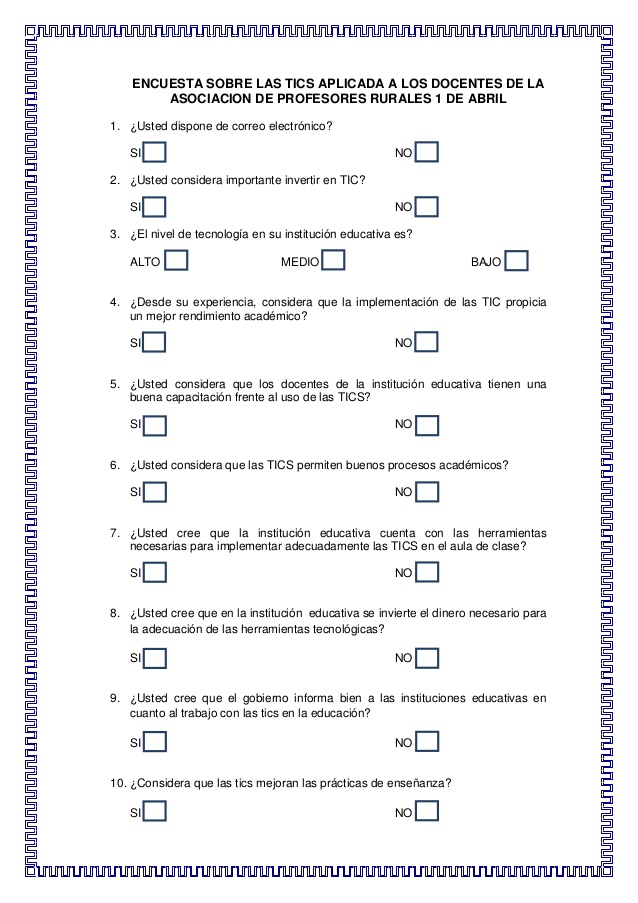 ENCUESTA SOBRE LAS TICS APLICADA A LOS DOCENTES DE LA
ASOCIACION DE PROFESORES RURALES 1 DE ABRIL
1. ¿Usted dispone de correo electrónico?
SI NO
2. ¿Usted considera importante invertir en TIC?
SI NO
3. ¿El nivel de tecnología en su institución educativa es?
ALTO MEDIO BAJO
4. ¿Desde su experiencia, considera que la implementación de las TIC propicia
un mejor rendimiento académico?
SI NO
5. ¿Usted considera que los docentes de la institución educativa tienen una
buena capacitación frente al uso de las TICS?
SI NO
6. ¿Usted considera que las TICS permiten buenos procesos académicos?
SI NO
7. ¿Usted cree que la institución educativa cuenta con las herramientas
necesarias para implementar adecuadamente las TICS en el aula de clase?
SI NO
8. ¿Usted cree que en la institución educativa se invierte el dinero necesario para
la adecuación de las herramientas tecnológicas?
SI NO
9. ¿Usted cree que el gobierno informa bien a las instituciones educativas en
cuanto al trabajo con las tics en la educación?
SI NO
10. ¿Considera que las tics mejoran las prácticas de enseñanza?
SI NO